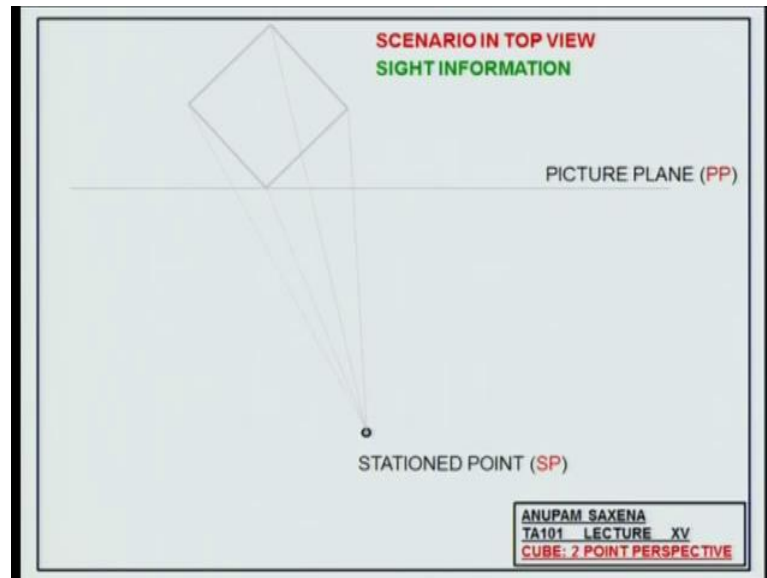 SCENARIO IN TOP VIEW
SIGHT INFORMATION
PICTURE PLANE (PP)
STATIONED POINT (SP)
ANUPAM SAXENA
TA101 LECTURE XV
CUBE: 2 POINT PERSPECTIVE